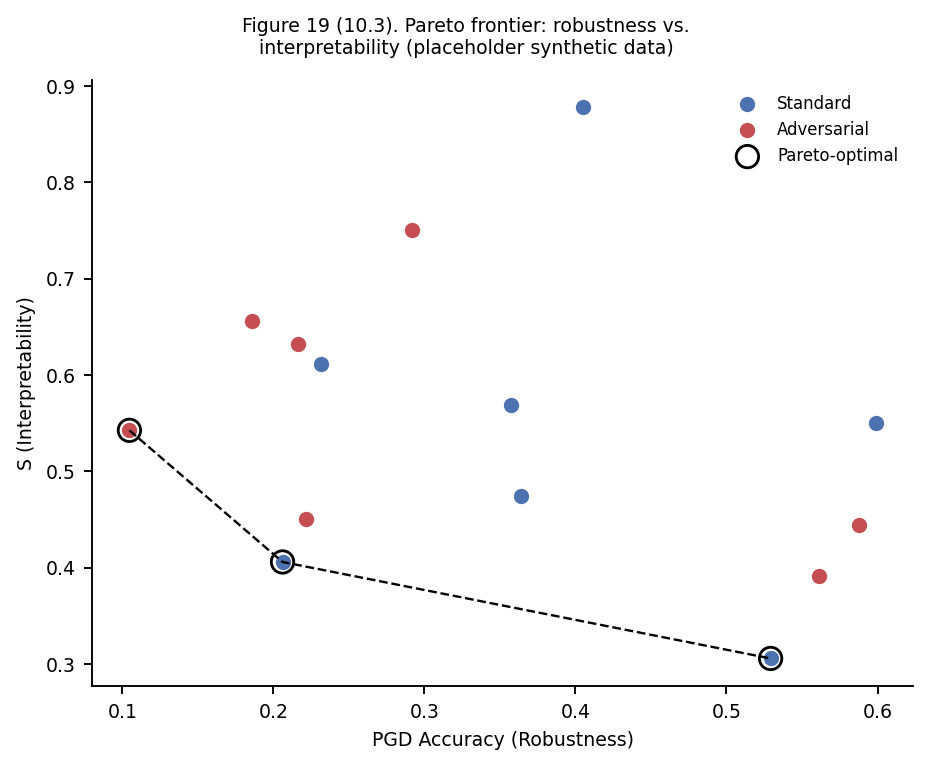 Figure 19 (10.3). Pareto frontier: robustness vs.
interpretability (placeholder synthetic data)
Standard
Adversarial
Pareto-optimal
S (Interpretability)
0.9
0.8
0.7
0.6
0.5
0.4
0.3
0.1
0.2
0.3
0.4
0.5
0.6
PGD Accuracy (Robustness)